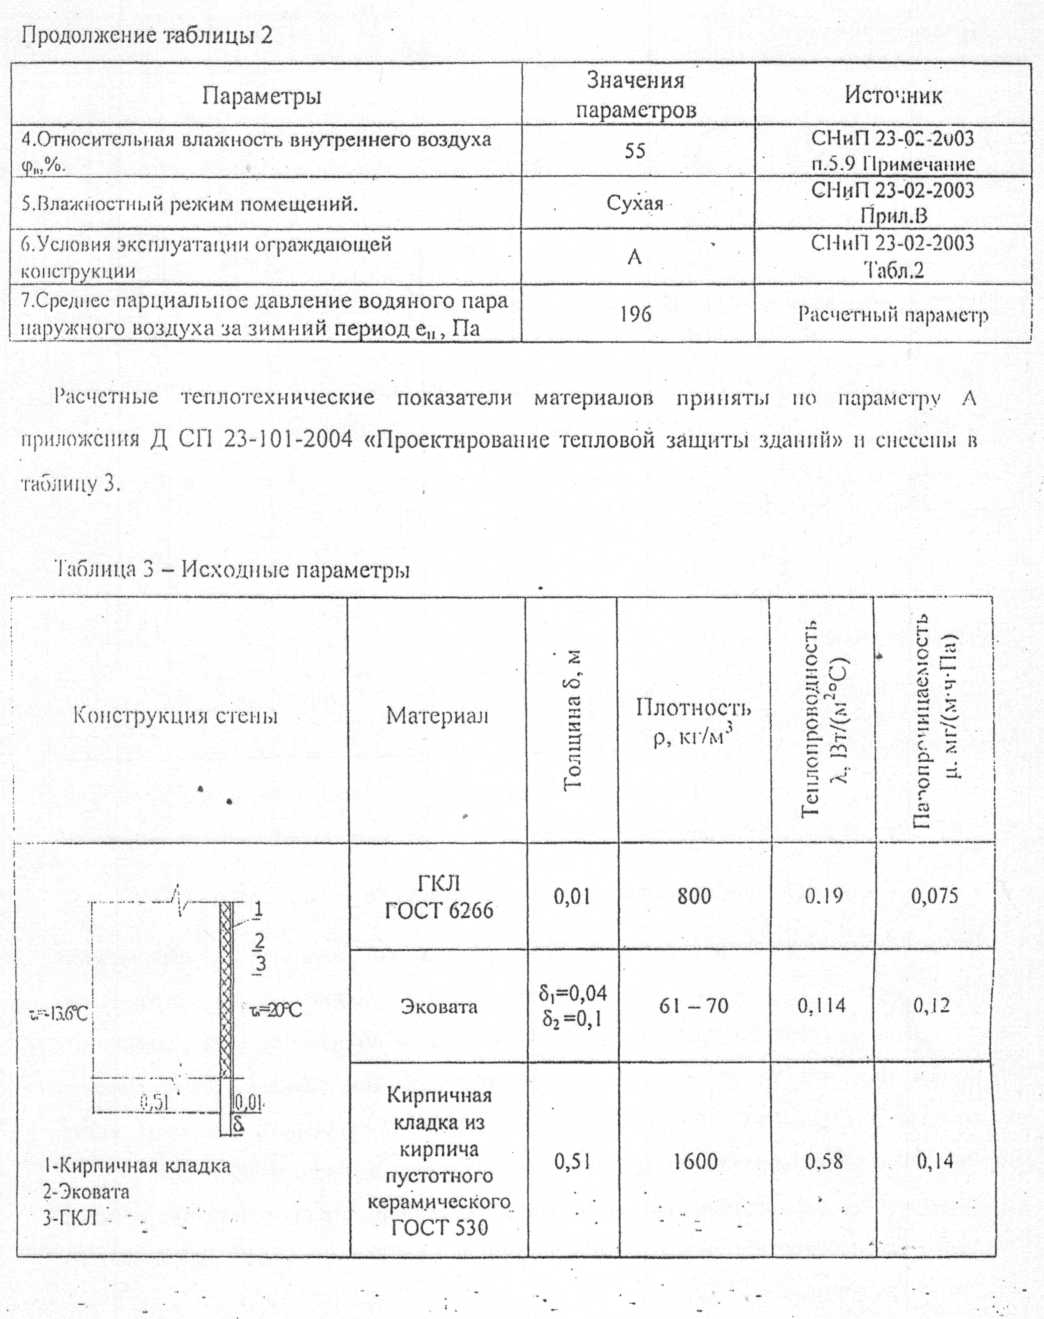 Продолжение таблицы 2
Параметры
Значения
параметров
Источник
4.Относительная влажность внутреннего воздуха
φв,%.
55
СНиП 23-02-2003
п.5.9 Примечание
5.Влажностный режим помещений.
Сухая
СНиП 23-02-2003
Прил.В
6.Условия эксплуатации ограждающей
конструкции
А
СНиП 23-02-2003
Табл.2
7.Среднее парциальное давление водяного пара
наружного воздуха за зимний период ен , Па
196
Расчетный параметр
Расчетные теплотехнические показатели материалов приняты по параметру А
приложения Д СП 23-101-2004 «Проектирование тепловой защиты зданий» и снесены в
таблицу 3.
Таблица 3 – Исходные параметры
Конструкция стены
Материал
Толщина δ, м
Плотность
ρ, кг/м³
Теплопроводность
λ, Вт/(м²°С)
Паропроницаемость
μ, мг/(м·ч·Па)
1
2
3
=-13.6°С
=20°С
0,51
0,01
δ
1-Кирпичная кладка
2-Эковата
3-ГКЛ
ГКЛ
ГОСТ 6266
0,01
800
0.19
0,075
Эковата
δ₁=0,04
δ₂=0,1
61 – 70
0,114
0,12
Кирпичная
кладка из
кирпича
пустотного
керамического
ГОСТ 530
0,51
1600
0,58
0,14